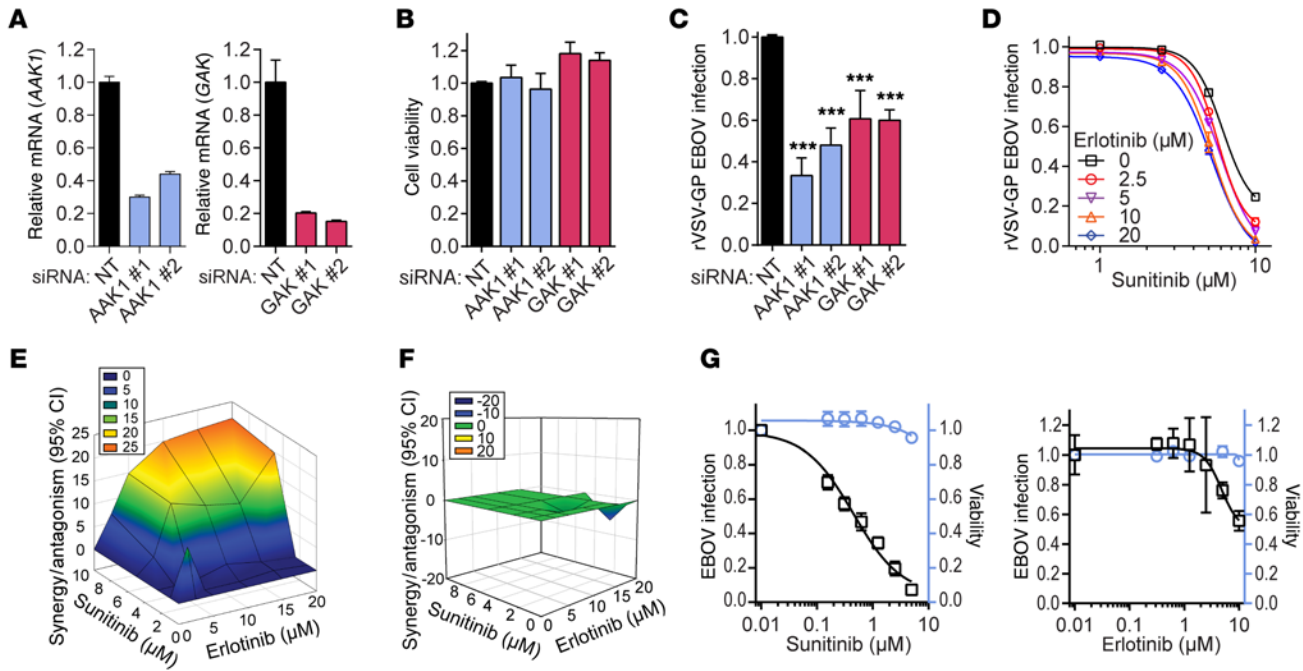 A
Relative mRNA (AAK1)
1.2
1.0
0.8
0.6
0.4
0.2
0.0
siRNA:
NT
AAK1 #1
AAK1 #2
Relative mRNA (GAK)
1.2
1.0
0.8
0.6
0.4
0.2
0.0
NT
GAK #1
GAK #2
B
Cell viability
1.2
1.0
0.8
0.6
0.4
0.2
0.0
siRNA:
NT
AAK1 #1
AAK1 #2
GAK #1
GAK #2
C
rVSV-GP EBOV infection
1.0
0.8
0.6
0.4
0.2
0.0
***
***
***
***
siRNA:
NT
AAK1 #1
AAK1 #2
GAK #1
GAK #2
D
rVSV-GP EBOV infection
1.0
0.8
0.6
0.4
0.2
0.0
Erlotinib (µM)
0
2.5
5
10
20
1
10
Sunitinib (µM)
E
Synergy/antagonism (95% CI)
0
5
10
15
20
25
25
20
15
10
5
0
10
8
6
4
2
0
Sunitinib (µM)
0
5
10
15
20
Erlotinib (µM)
F
Synergy/antagonism (95% CI)
-20
-10
0
10
20
20
10
0
-10
-20
8
6
4
2
0
Sunitinib (µM)
0
5
10
15
20
Erlotinib (µM)
G
EBOV infection
1.0
0.8
0.6
0.4
0.2
0.0
1.0
0.8
0.6
0.4
0.2
0.0
Viability
0.01
0.1
1
10
Sunitinib (µM)
EBOV infection
1.2
1.0
0.8
0.6
0.4
0.2
0.0
1.2
1.0
0.8
0.6
0.4
0.2
0.0
Viability
0.01
0.1
1
10
Erlotinib (µM)